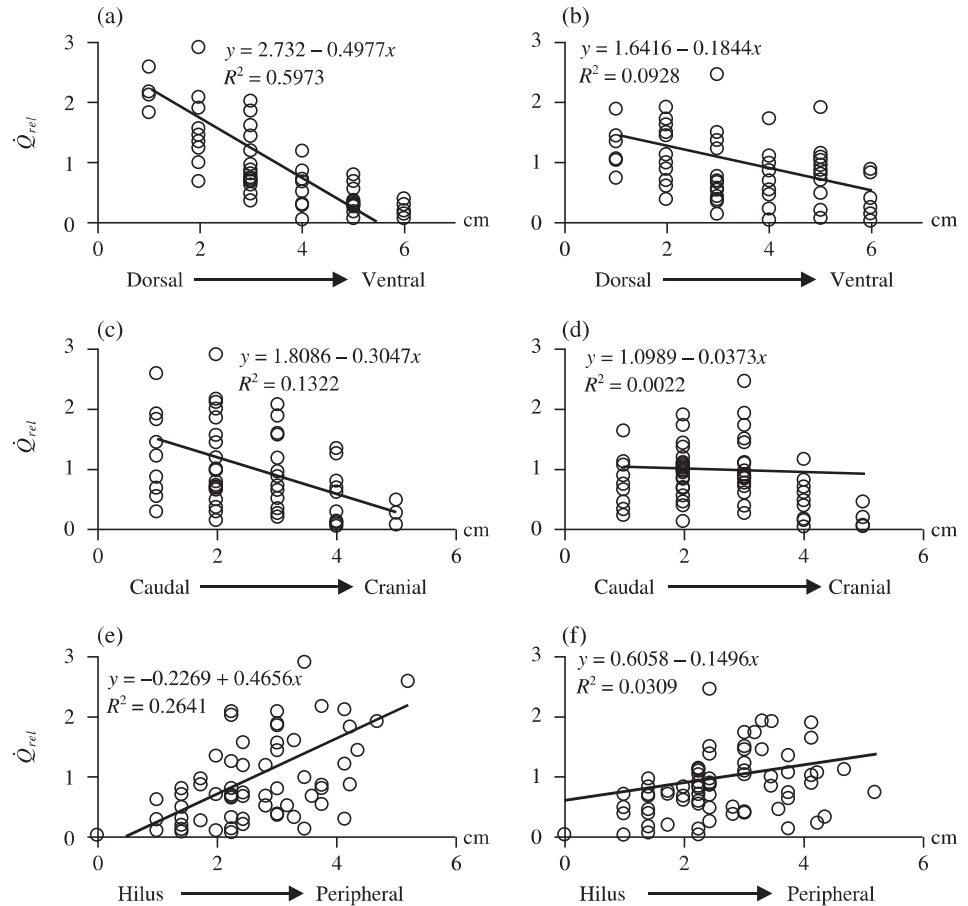 (a)
y = 2.732 – 0.4977x
R² = 0.5973
Q̇rel
3
2
1
0
0 2 4 6 cm
Dorsal Ventral
(b)
y = 1.6416 – 0.1844x
R² = 0.0928
3
2
1
0
0 2 4 6 cm
Dorsal Ventral
(c)
y = 1.8086 – 0.3047x
R² = 0.1322
Q̇rel
3
2
1
0
0 2 4 6 cm
Caudal Cranial
(d)
y = 1.0989 – 0.0373x
R² = 0.0022
3
2
1
0
0 2 4 6 cm
Caudal Cranial
(e)
y = –0.2269 + 0.4656x
R² = 0.2641
Q̇rel
3
2
1
0
0 2 4 6
Hilus Peripheral
(f)
y = 0.6058 – 0.1496x
R² = 0.0309
3
2
1
0
0 2 4 6
Hilus Peripheral